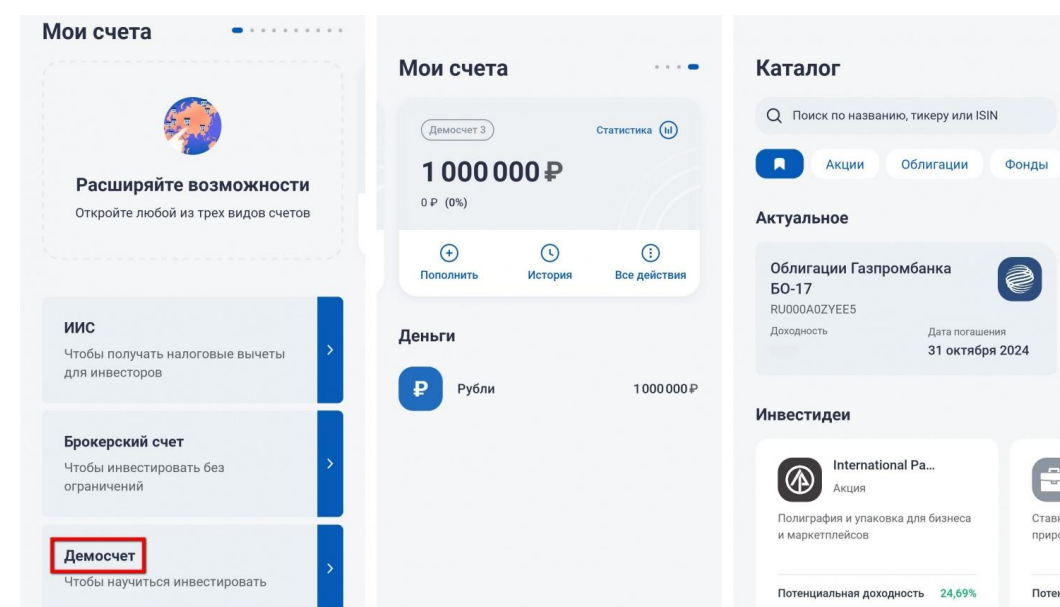 Мои счета
Расширяйте возможности
Откройте любой из трех видов счетов
ИИС
Чтобы получать налоговые вычеты
для инвесторов
Брокерский счет
Чтобы инвестировать без
ограничений
Демосчет
Чтобы научиться инвестировать
Мои счета
Демосчет 3
Статистика
1 000 000 ₽
0 ₽ (0%)
Пополнить
История
Все действия
Деньги
₽
Рубли
1 000 000 ₽
Каталог
Поиск по названию, тикеру или ISIN
Акции
Облигации
Фонды
Актуальное
Облигации Газпромбанка
БО-17
RU000A0ZYEE5
Доходность
Дата погашения
31 октября 2024
Инвестидеи
International Pa...
Акция
Полиграфия и упаковка для бизнеса
и маркетплейсов
Потенциальная доходность 24,69%